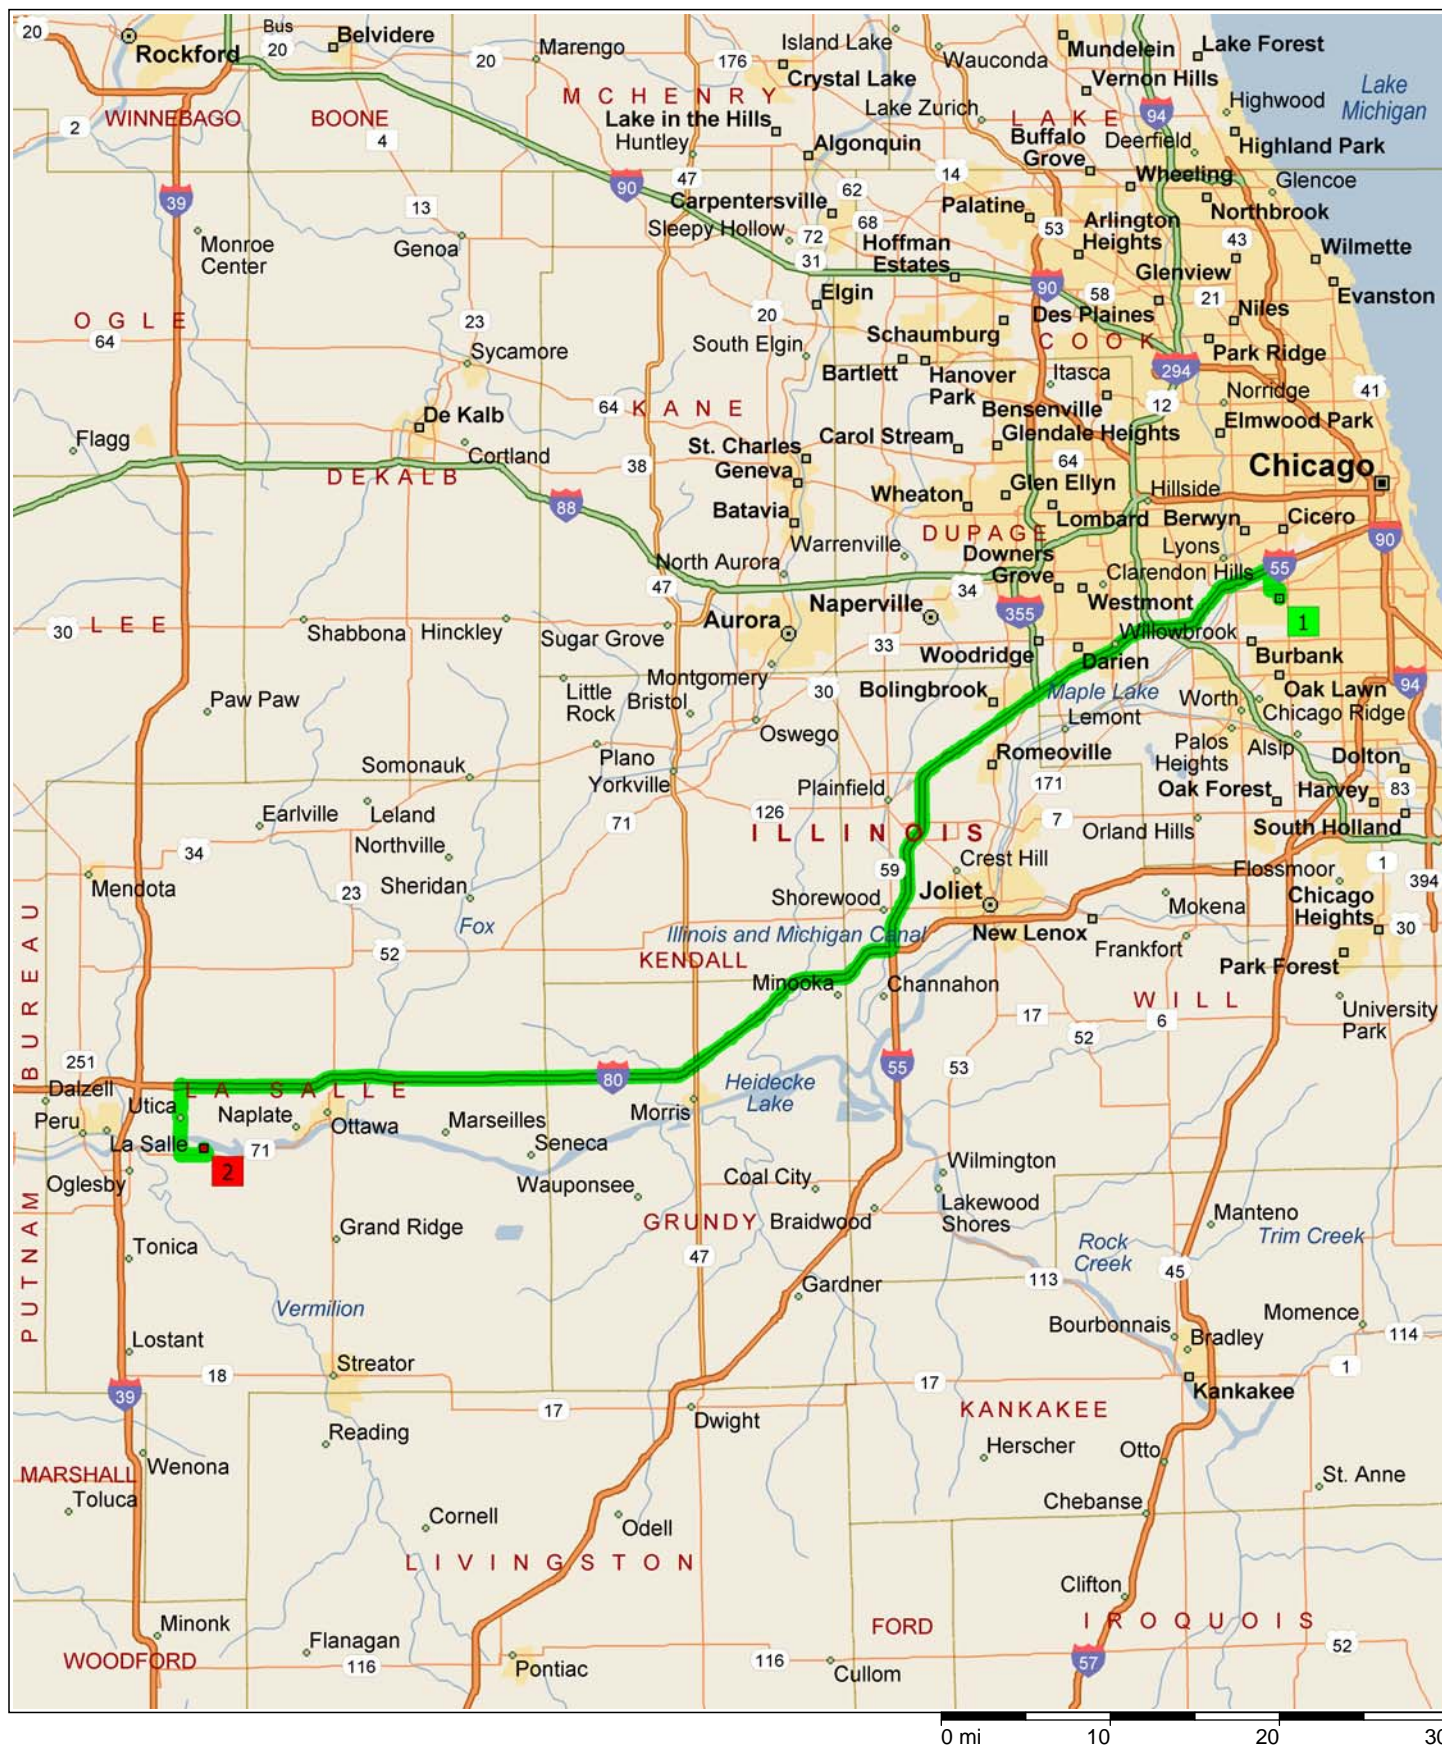 20
Bus
20
Belvidere
Rockford
20
Marengo
Island Lake
176
Crystal Lake
Wauconda
Mundelein
Lake Forest
Vernon Hills
Lake
Michigan
WINNEBAGO
BOONE
MCHENRY
Lake in the Hills
Lake Zurich
LAKE
94
Highwood
2
4
Huntley
Algonquin
Buffalo
Grove
Deerfield
Highland Park
39
90
47
Carpentersville
62
14
Wheeling
Glencoe
13
Sleepy Hollow
72
68
Palatine
53
Arlington
Heights
Northbrook
43
Monroe
Center
Genoa
31
Hoffman
Estates
Glenview
Wilmette
Elgin
90
58
21
Evanston
OGLE
64
23
20
Des Plaines
Niles
Sycamore
South Elgin
Schaumburg
COOK
Park Ridge
Bartlett
Hanover
Park
Itasca
294
Norridge
41
64
KANE
Bensenville
12
De Kalb
Elmwood Park
Flagg
Cortland
St. Charles
Carol Stream
Glendale Heights
DEKALB
38
Geneva
64
Chicago
88
Batavia
Wheaton
Glen Ellyn
Hillside
Lombard
Berwyn
Cicero
Warrenville
DUPAGE
90
North Aurora
Downers
Grove
Lyons
55
47
34
Clarendon Hills
30
LEE
Shabbona
Hinckley
Sugar Grove
Aurora
Naperville
355
Westmont
1
33
Woodridge
Willowbrook
Darien
Burbank
Montgomery
30
Bolingbrook
Maple Lake
Worth
Oak Lawn
94
Paw Paw
Little
Rock
Bristol
Oswego
Lemont
Chicago Ridge
Somonauk
Plano
Romeoville
Palos
Heights
Alsip
Dolton
Yorkville
Plainfield
171
Oak Forest
Harvey
83
Earlville
Leland
71
126
ILLINOIS
7
Orland Hills
South Holland
34
Northville
Crest Hill
1
Mendota
23
Sheridan
59
Joliet
Flossmoor
394
Shorewood
Mokena
Chicago
Heights
BUREAU
Fox
52
Illinois and Michigan Canal
New Lenox
Frankfort
30
KENDALL
Park Forest
Minooka
Channahon
WILL
University
Park
17
6
52
251
Dalzell
LA SALLE
80
Heidecke
Lake
55
53
Utica
Naplate
Morris
Peru
Ottawa
Marseilles
La Salle
71
Seneca
2
Oglesby
Wauponsee
Coal City
Wilmington
Lakewood
Shores
PUTNAM
Grand Ridge
GRUNDY
Braidwood
Manteno
Tonica
47
Rock
Creek
Trim Creek
45
113
Vermilion
Gardner
Momence
Lostant
Bourbonnais
Bradley
114
18
Streator
1
39
17
17
Kankakee
Dwight
KANKAKEE
Reading
Herscher
Otto
MARSHALL
Wenona
St. Anne
Toluca
Cornell
Odell
Chebanse
LIVINGSTON
Clifton
Minonk
FORD
IROQUOIS
WOODFORD
Flanagan
116
Pontiac
116
Cullom
57
52
0 mi
10
20
30